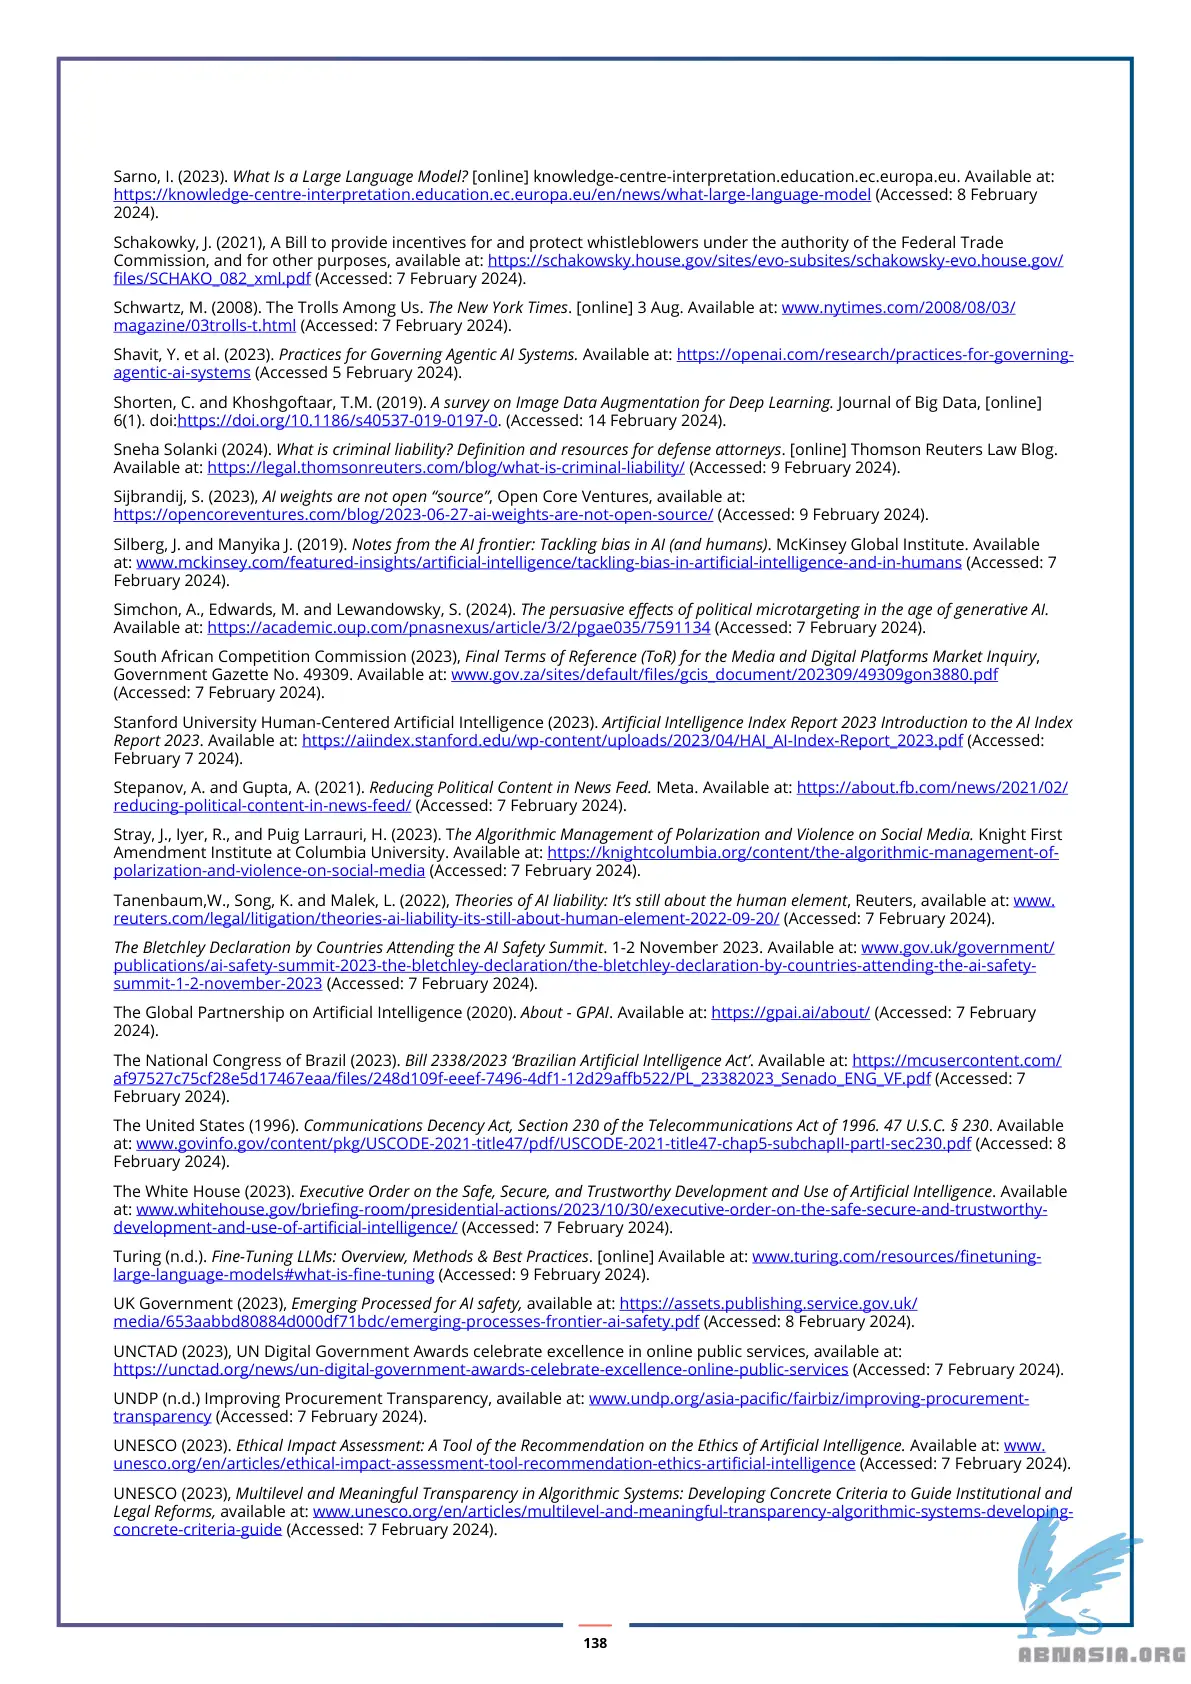 Sarno, I. (2023). What Is a Large Language Model? [online] knowledge-centre-interpretation.education.ec.europa.eu. Available at:
https://knowledge-centre-interpretation.education.ec.europa.eu/en/news/what-large-language-model (Accessed: 8 February
2024).
Schakowky, J. (2021), A Bill to provide incentives for and protect whistleblowers under the authority of the Federal Trade
Commission, and for other purposes, available at: https://schakowsky.house.gov/sites/evo-subsites/schakowsky-evo.house.gov/
files/SCHAKO_082_xml.pdf (Accessed: 7 February 2024).
Schwartz, M. (2008). The Trolls Among Us. The New York Times. [online] 3 Aug. Available at: www.nytimes.com/2008/08/03/
magazine/03trolls-t.html (Accessed: 7 February 2024).
Shavit, Y. et al. (2023). Practices for Governing Agentic AI Systems. Available at: https://openai.com/research/practices-for-governing-
agentic-ai-systems (Accessed 5 February 2024).
Shorten, C. and Khoshgoftaar, T.M. (2019). A survey on Image Data Augmentation for Deep Learning. Journal of Big Data, [online]
6(1). doi:https://doi.org/10.1186/s40537-019-0197-0. (Accessed: 14 February 2024).
Sneha Solanki (2024). What is criminal liability? Definition and resources for defense attorneys. [online] Thomson Reuters Law Blog.
Available at: https://legal.thomsonreuters.com/blog/what-is-criminal-liability/ (Accessed: 9 February 2024).
Sijbrandij, S. (2023), AI weights are not open “source”, Open Core Ventures, available at:
https://opencoreventures.com/blog/2023-06-27-ai-weights-are-not-open-source/ (Accessed: 9 February 2024).
Silberg, J. and Manyika J. (2019). Notes from the AI frontier: Tackling bias in AI (and humans). McKinsey Global Institute. Available
at: www.mckinsey.com/featured-insights/artificial-intelligence/tackling-bias-in-artificial-intelligence-and-in-humans (Accessed: 7
February 2024).
Simchon, A., Edwards, M. and Lewandowsky, S. (2024). The persuasive effects of political microtargeting in the age of generative AI.
Available at: https://academic.oup.com/pnasnexus/article/3/2/pgae035/7591134 (Accessed: 7 February 2024).
South African Competition Commission (2023), Final Terms of Reference (ToR) for the Media and Digital Platforms Market Inquiry,
Government Gazette No. 49309. Available at: www.gov.za/sites/default/files/gcis_document/202309/49309gon3880.pdf
(Accessed: 7 February 2024).
Stanford University Human-Centered Artificial Intelligence (2023). Artificial Intelligence Index Report 2023 Introduction to the AI Index
Report 2023. Available at: https://aiindex.stanford.edu/wp-content/uploads/2023/04/HAI_AI-Index-Report_2023.pdf (Accessed:
February 7 2024).
Stepanov, A. and Gupta, A. (2021). Reducing Political Content in News Feed. Meta. Available at: https://about.fb.com/news/2021/02/
reducing-political-content-in-news-feed/ (Accessed: 7 February 2024).
Stray, J., Iyer, R., and Puig Larrauri, H. (2023). The Algorithmic Management of Polarization and Violence on Social Media. Knight First
Amendment Institute at Columbia University. Available at: https://knightcolumbia.org/content/the-algorithmic-management-of-
polarization-and-violence-on-social-media (Accessed: 7 February 2024).
Tanenbaum,W., Song, K. and Malek, L. (2022), Theories of AI liability: It’s still about the human element, Reuters, available at: www.
reuters.com/legal/litigation/theories-ai-liability-its-still-about-human-element-2022-09-20/ (Accessed: 7 February 2024).
The Bletchley Declaration by Countries Attending the AI Safety Summit. 1-2 November 2023. Available at: www.gov.uk/government/
publications/ai-safety-summit-2023-the-bletchley-declaration/the-bletchley-declaration-by-countries-attending-the-ai-safety-
summit-1-2-november-2023 (Accessed: 7 February 2024).
The Global Partnership on Artificial Intelligence (2020). About - GPAI. Available at: https://gpai.ai/about/ (Accessed: 7 February
2024).
The National Congress of Brazil (2023). Bill 2338/2023 ‘Brazilian Artificial Intelligence Act’. Available at: https://mcusercontent.com/
af97527c75cf28e5d17467eaa/files/248d109f-eeef-7496-4df1-12d29affb522/PL_23382023_Senado_ENG_VF.pdf (Accessed: 7
February 2024).
The United States (1996). Communications Decency Act, Section 230 of the Telecommunications Act of 1996. 47 U.S.C. § 230. Available
at: www.govinfo.gov/content/pkg/USCODE-2021-title47/pdf/USCODE-2021-title47-chap5-subchapII-partI-sec230.pdf (Accessed: 8
February 2024).
The White House (2023). Executive Order on the Safe, Secure, and Trustworthy Development and Use of Artificial Intelligence. Available
at: www.whitehouse.gov/briefing-room/presidential-actions/2023/10/30/executive-order-on-the-safe-secure-and-trustworthy-
development-and-use-of-artificial-intelligence/ (Accessed: 7 February 2024).
Turing (n.d.). Fine-Tuning LLMs: Overview, Methods & Best Practices. [online] Available at: www.turing.com/resources/finetuning-
large-language-models#what-is-fine-tuning (Accessed: 9 February 2024).
UK Government (2023), Emerging Processed for AI safety, available at: https://assets.publishing.service.gov.uk/
media/653aabbd80884d000df71bdc/emerging-processes-frontier-ai-safety.pdf (Accessed: 8 February 2024).
UNCTAD (2023), UN Digital Government Awards celebrate excellence in online public services, available at:
https://unctad.org/news/un-digital-government-awards-celebrate-excellence-online-public-services (Accessed: 7 February 2024).
UNDP (n.d.) Improving Procurement Transparency, available at: www.undp.org/asia-pacific/fairbiz/improving-procurement-
transparency (Accessed: 7 February 2024).
UNESCO (2023). Ethical Impact Assessment: A Tool of the Recommendation on the Ethics of Artificial Intelligence. Available at: www.
unesco.org/en/articles/ethical-impact-assessment-tool-recommendation-ethics-artificial-intelligence (Accessed: 7 February 2024).
UNESCO (2023), Multilevel and Meaningful Transparency in Algorithmic Systems: Developing Concrete Criteria to Guide Institutional and
Legal Reforms, available at: www.unesco.org/en/articles/multilevel-and-meaningful-transparency-algorithmic-systems-developing-
concrete-criteria-guide (Accessed: 7 February 2024).
138
ABNASIA.ORG